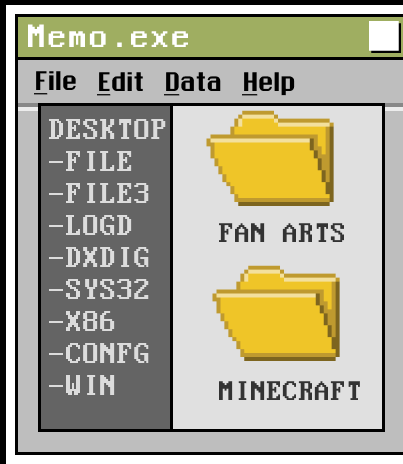 Memo.exe
File Edit Data Help
DESKTOP
-FILE
-FILE3
-LOGD
-DXDIG
-SYS32
-X86
-CONFG
-WIN
FAN ARTS
MINECRAFT